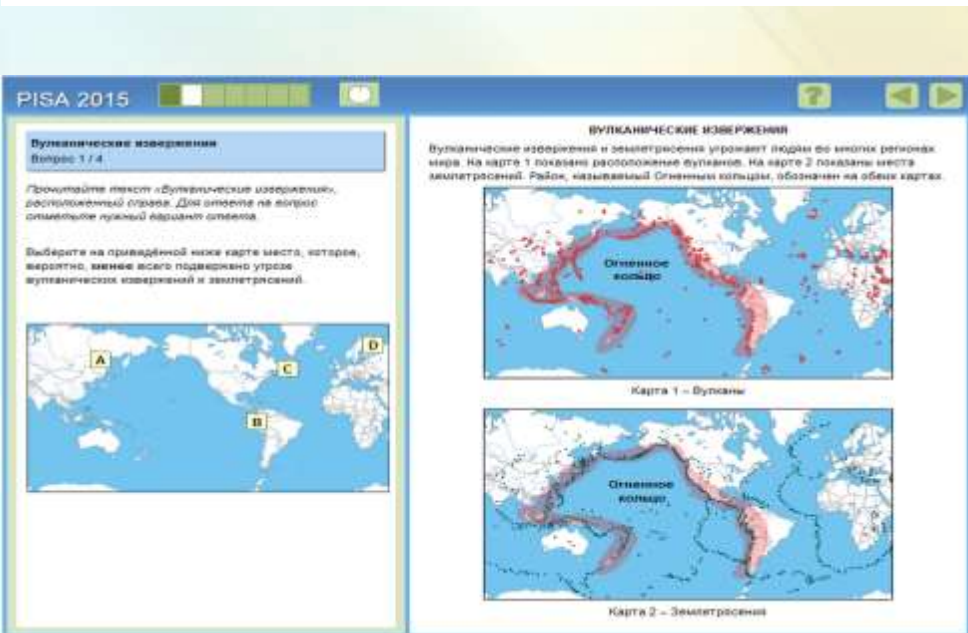 PISA 2015
?
Вулканические извержения
Вопрос 1 / 4
Прочитайте текст «Вулканические извержения»,
расположенный справа. Для ответа на вопрос
отметьте нужный вариант ответа.
Выберите на приведённой ниже карте место, которое,
вероятно, менее всего подвержено угрозе
вулканических извержений и землетрясений.
A
B
C
D
ВУЛКАНИЧЕСКИЕ ИЗВЕРЖЕНИЯ
Вулканические извержения и землетрясения угрожают людям во многих регионах
мира. На карте 1 показано расположение вулканов. На карте 2 показаны места
землетрясений. Район, называемый Огненным кольцом, обозначен на обеих картах.
Огненное
кольцо
Карта 1 – Вулканы
Огненное
кольцо
Карта 2 – Землетрясения